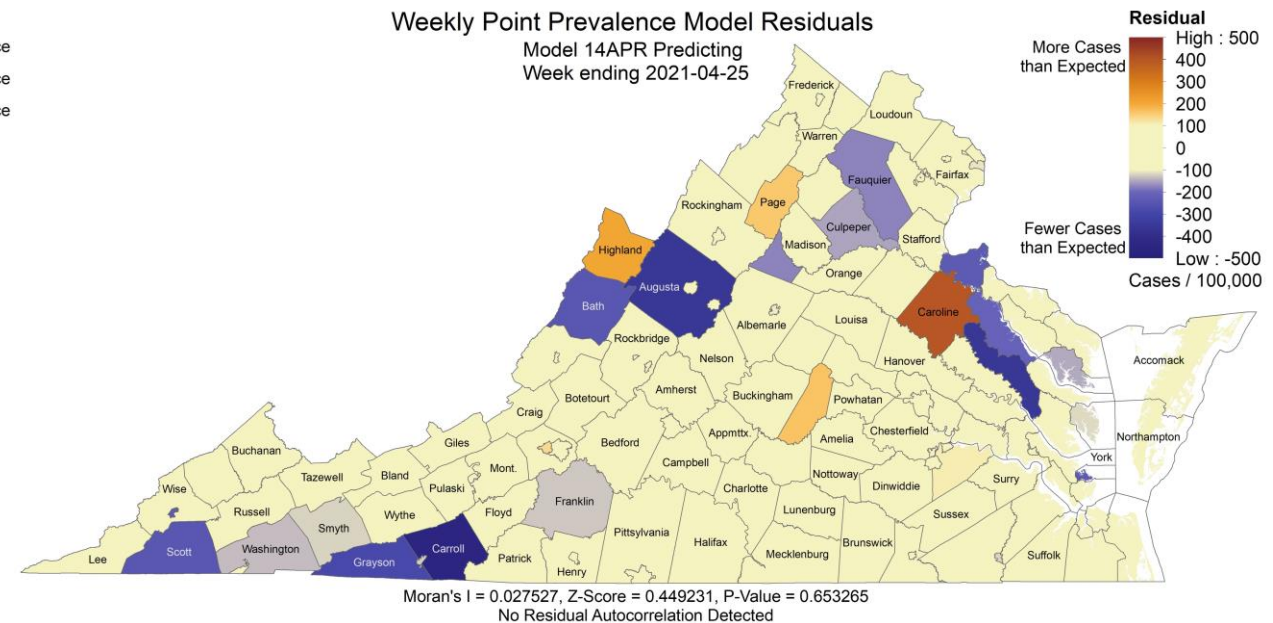 Weekly Point Prevalence Model Residuals
Model 14APR Predicting
Week ending 2021-04-25
ce
ce
ce
Residual
More Cases
than Expected
High : 500
400
300
200
100
0
-100
-200
-300
-400
Low : -500
Fewer Cases
than Expected
Cases / 100,000
Frederick
Loudoun
Warren
Fairfax
Fauquier
Page
Rockingham
Culpeper
Madison
Stafford
Highland
Orange
Augusta
Bath
Caroline
Albemarle
Louisa
Rockbridge
Nelson
Hanover
Accomack
Amherst
Buckingham
Powhatan
Botetourt
Craig
Appmttx.
Amelia
Chesterfield
Northampton
Giles
Bedford
Buchanan
York
Campbell
Mont.
Bland
Tazewell
Nottoway
Dinwiddie
Surry
Pulaski
Charlotte
Wise
Franklin
Russell
Floyd
Lunenburg
Wythe
Sussex
Smyth
Pittsylvania
Halifax
Brunswick
Washington
Carroll
Scott
Mecklenburg
Suffolk
Lee
Grayson
Patrick
Henry
Moran's I = 0.027527, Z-Score = 0.449231, P-Value = 0.653265
No Residual Autocorrelation Detected